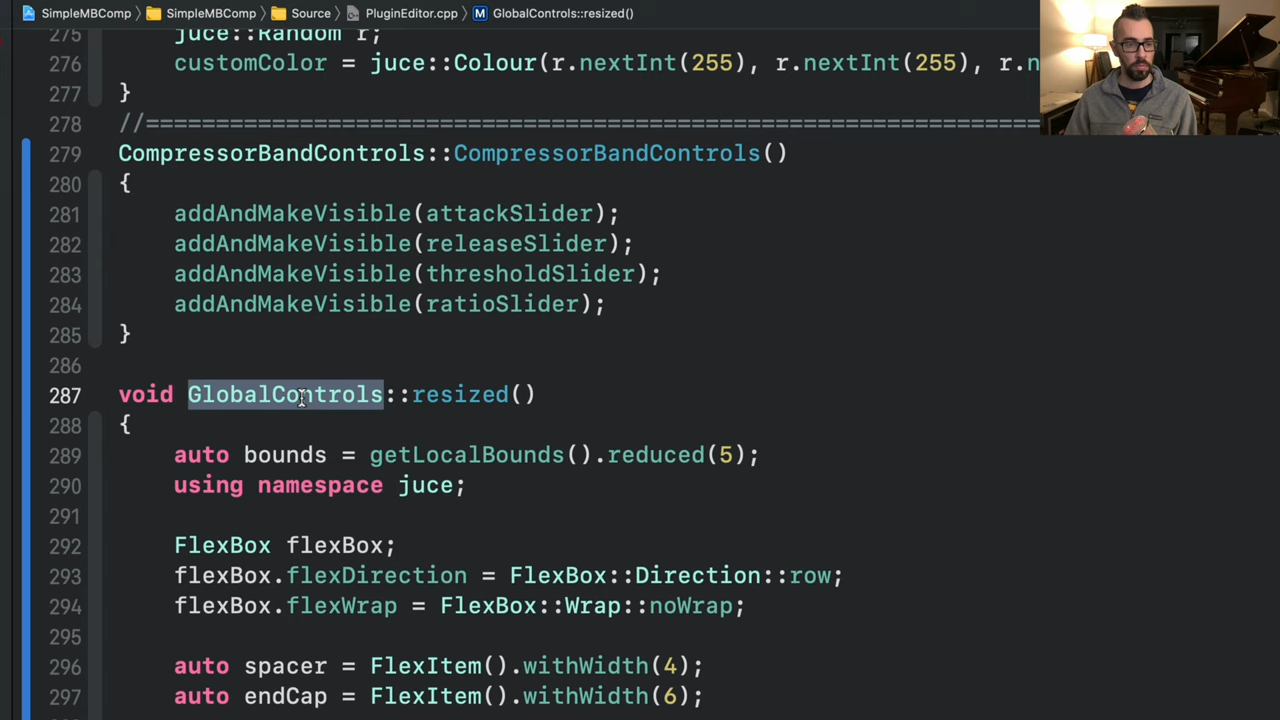 SimpleMBComp
SimpleMBComp
Source
PluginEditor.cpp
M
GlobalControls::resized()
275
juce::Random r;
276
customColor = juce::Colour(r.nextInt(255), r.nextInt(255), r.n
277
}
278
//================================================================
279
CompressorBandControls::CompressorBandControls()
280
{
281
addAndMakeVisible(attackSlider);
282
addAndMakeVisible(releaseSlider);
283
addAndMakeVisible(thresholdSlider);
284
addAndMakeVisible(ratioSlider);
285
}
286
287
void GlobalControls::resized()
288
{
289
auto bounds = getLocalBounds().reduced(5);
290
using namespace juce;
291
292
FlexBox flexBox;
293
flexBox.flexDirection = FlexBox::Direction::row;
294
flexBox.flexWrap = FlexBox::Wrap::noWrap;
295
296
auto spacer = FlexItem().withWidth(4);
297
auto endCap = FlexItem().withWidth(6);